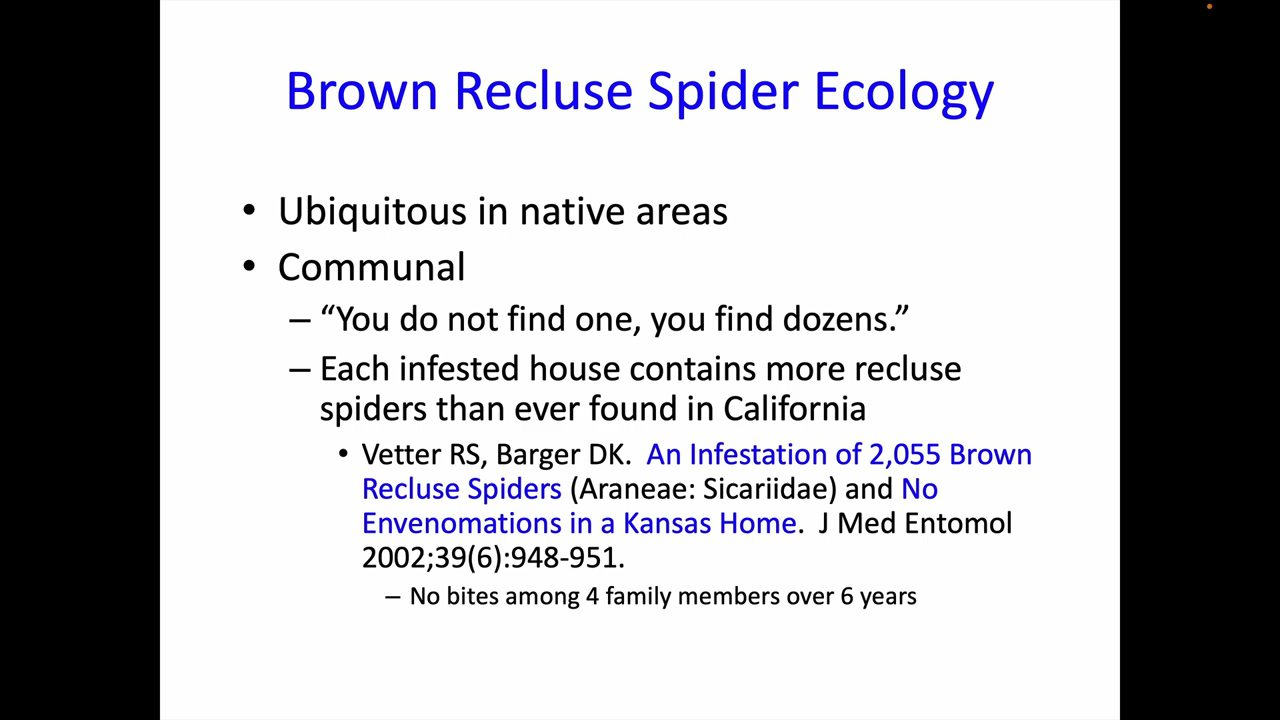 Brown Recluse Spider Ecology
• Ubiquitous in native areas
• Communal
– “You do not find one, you find dozens.”
– Each infested house contains more recluse
spiders than ever found in California
• Vetter RS, Barger DK.  An Infestation of 2,055 Brown
Recluse Spiders (Araneae: Sicariidae) and No
Envenomations in a Kansas Home.  J Med Entomol
2002;39(6):948-951.
– No bites among 4 family members over 6 years